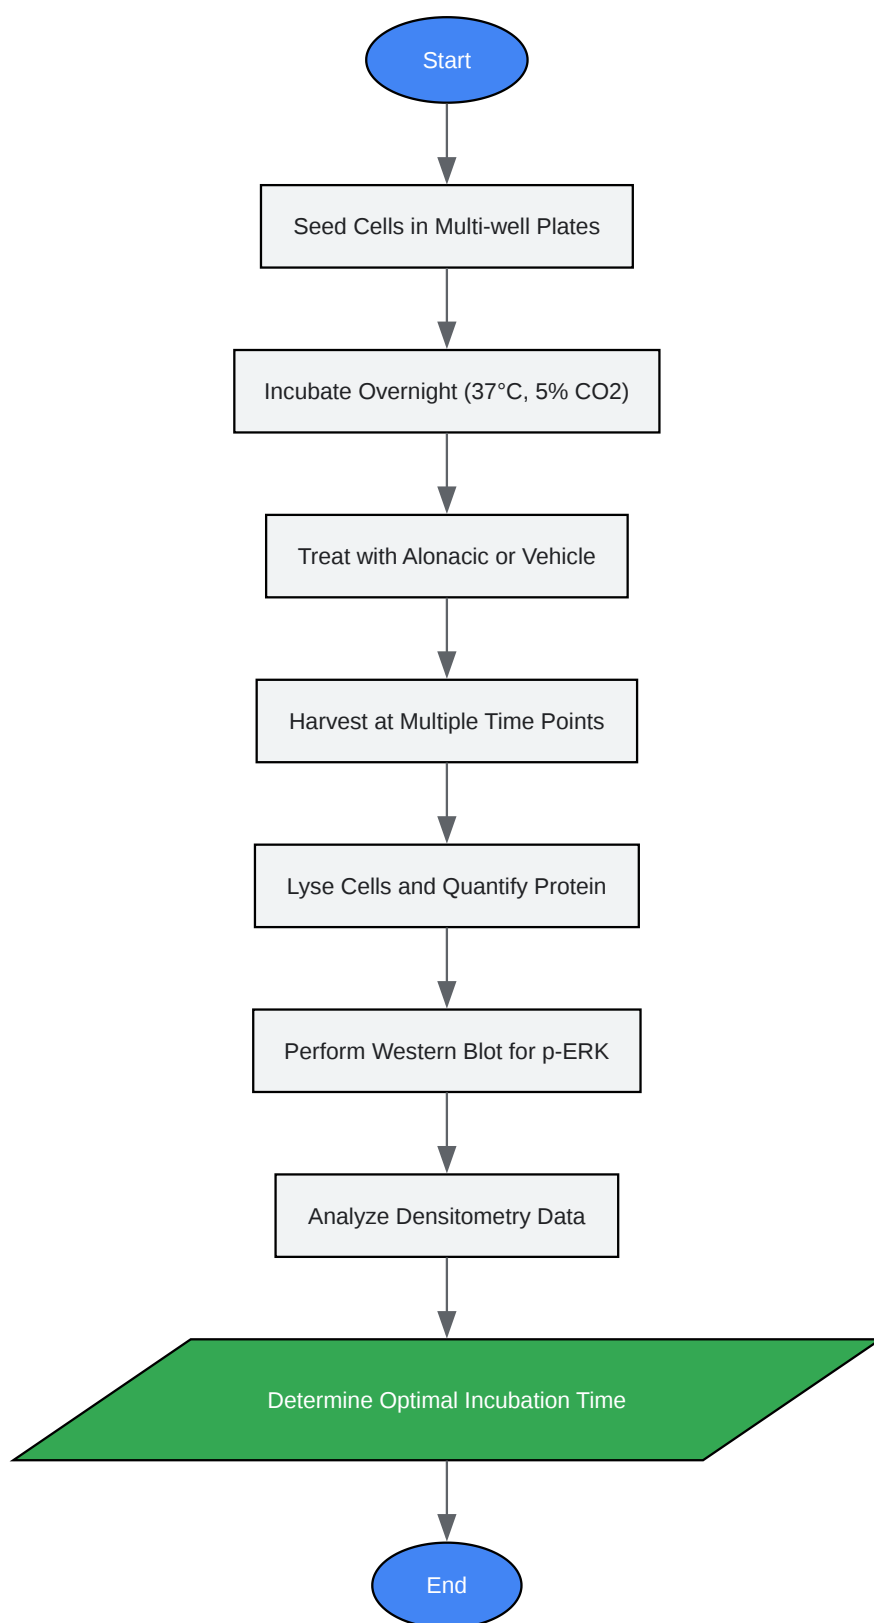 Start
Seed Cells in Multi-well Plates
Incubate Overnight (37°C, 5% CO2)
Treat with Alonacic or Vehicle
Harvest at Multiple Time Points
Lyse Cells and Quantify Protein
Perform Western Blot for p-ERK
Analyze Densitometry Data
Determine Optimal Incubation Time
End